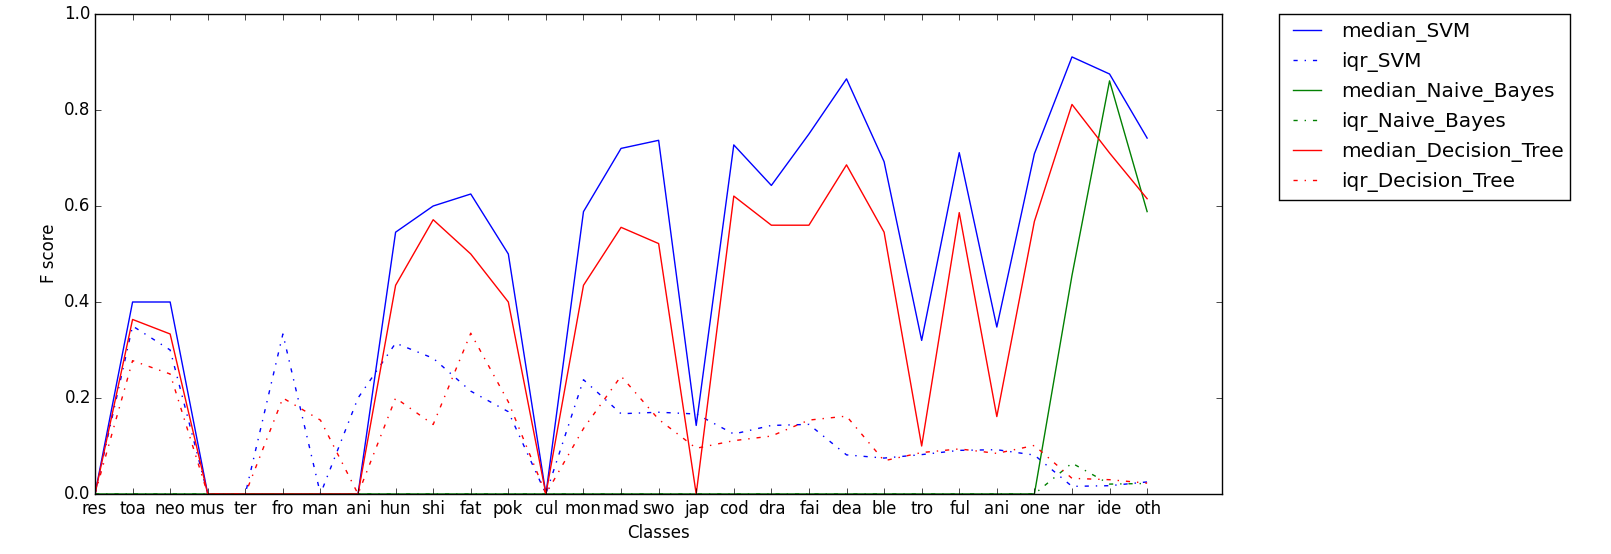 1.0
0.8
0.6
0.4
0.2
0.0
F score
res toa neo mus ter fro man ani hun shi fat pok cul mon mad swo jap cod dra fai dea ble tro ful ani one nar ide oth
Classes
median_SVM
iqr_SVM
median_Naive_Bayes
iqr_Naive_Bayes
median_Decision_Tree
iqr_Decision_Tree